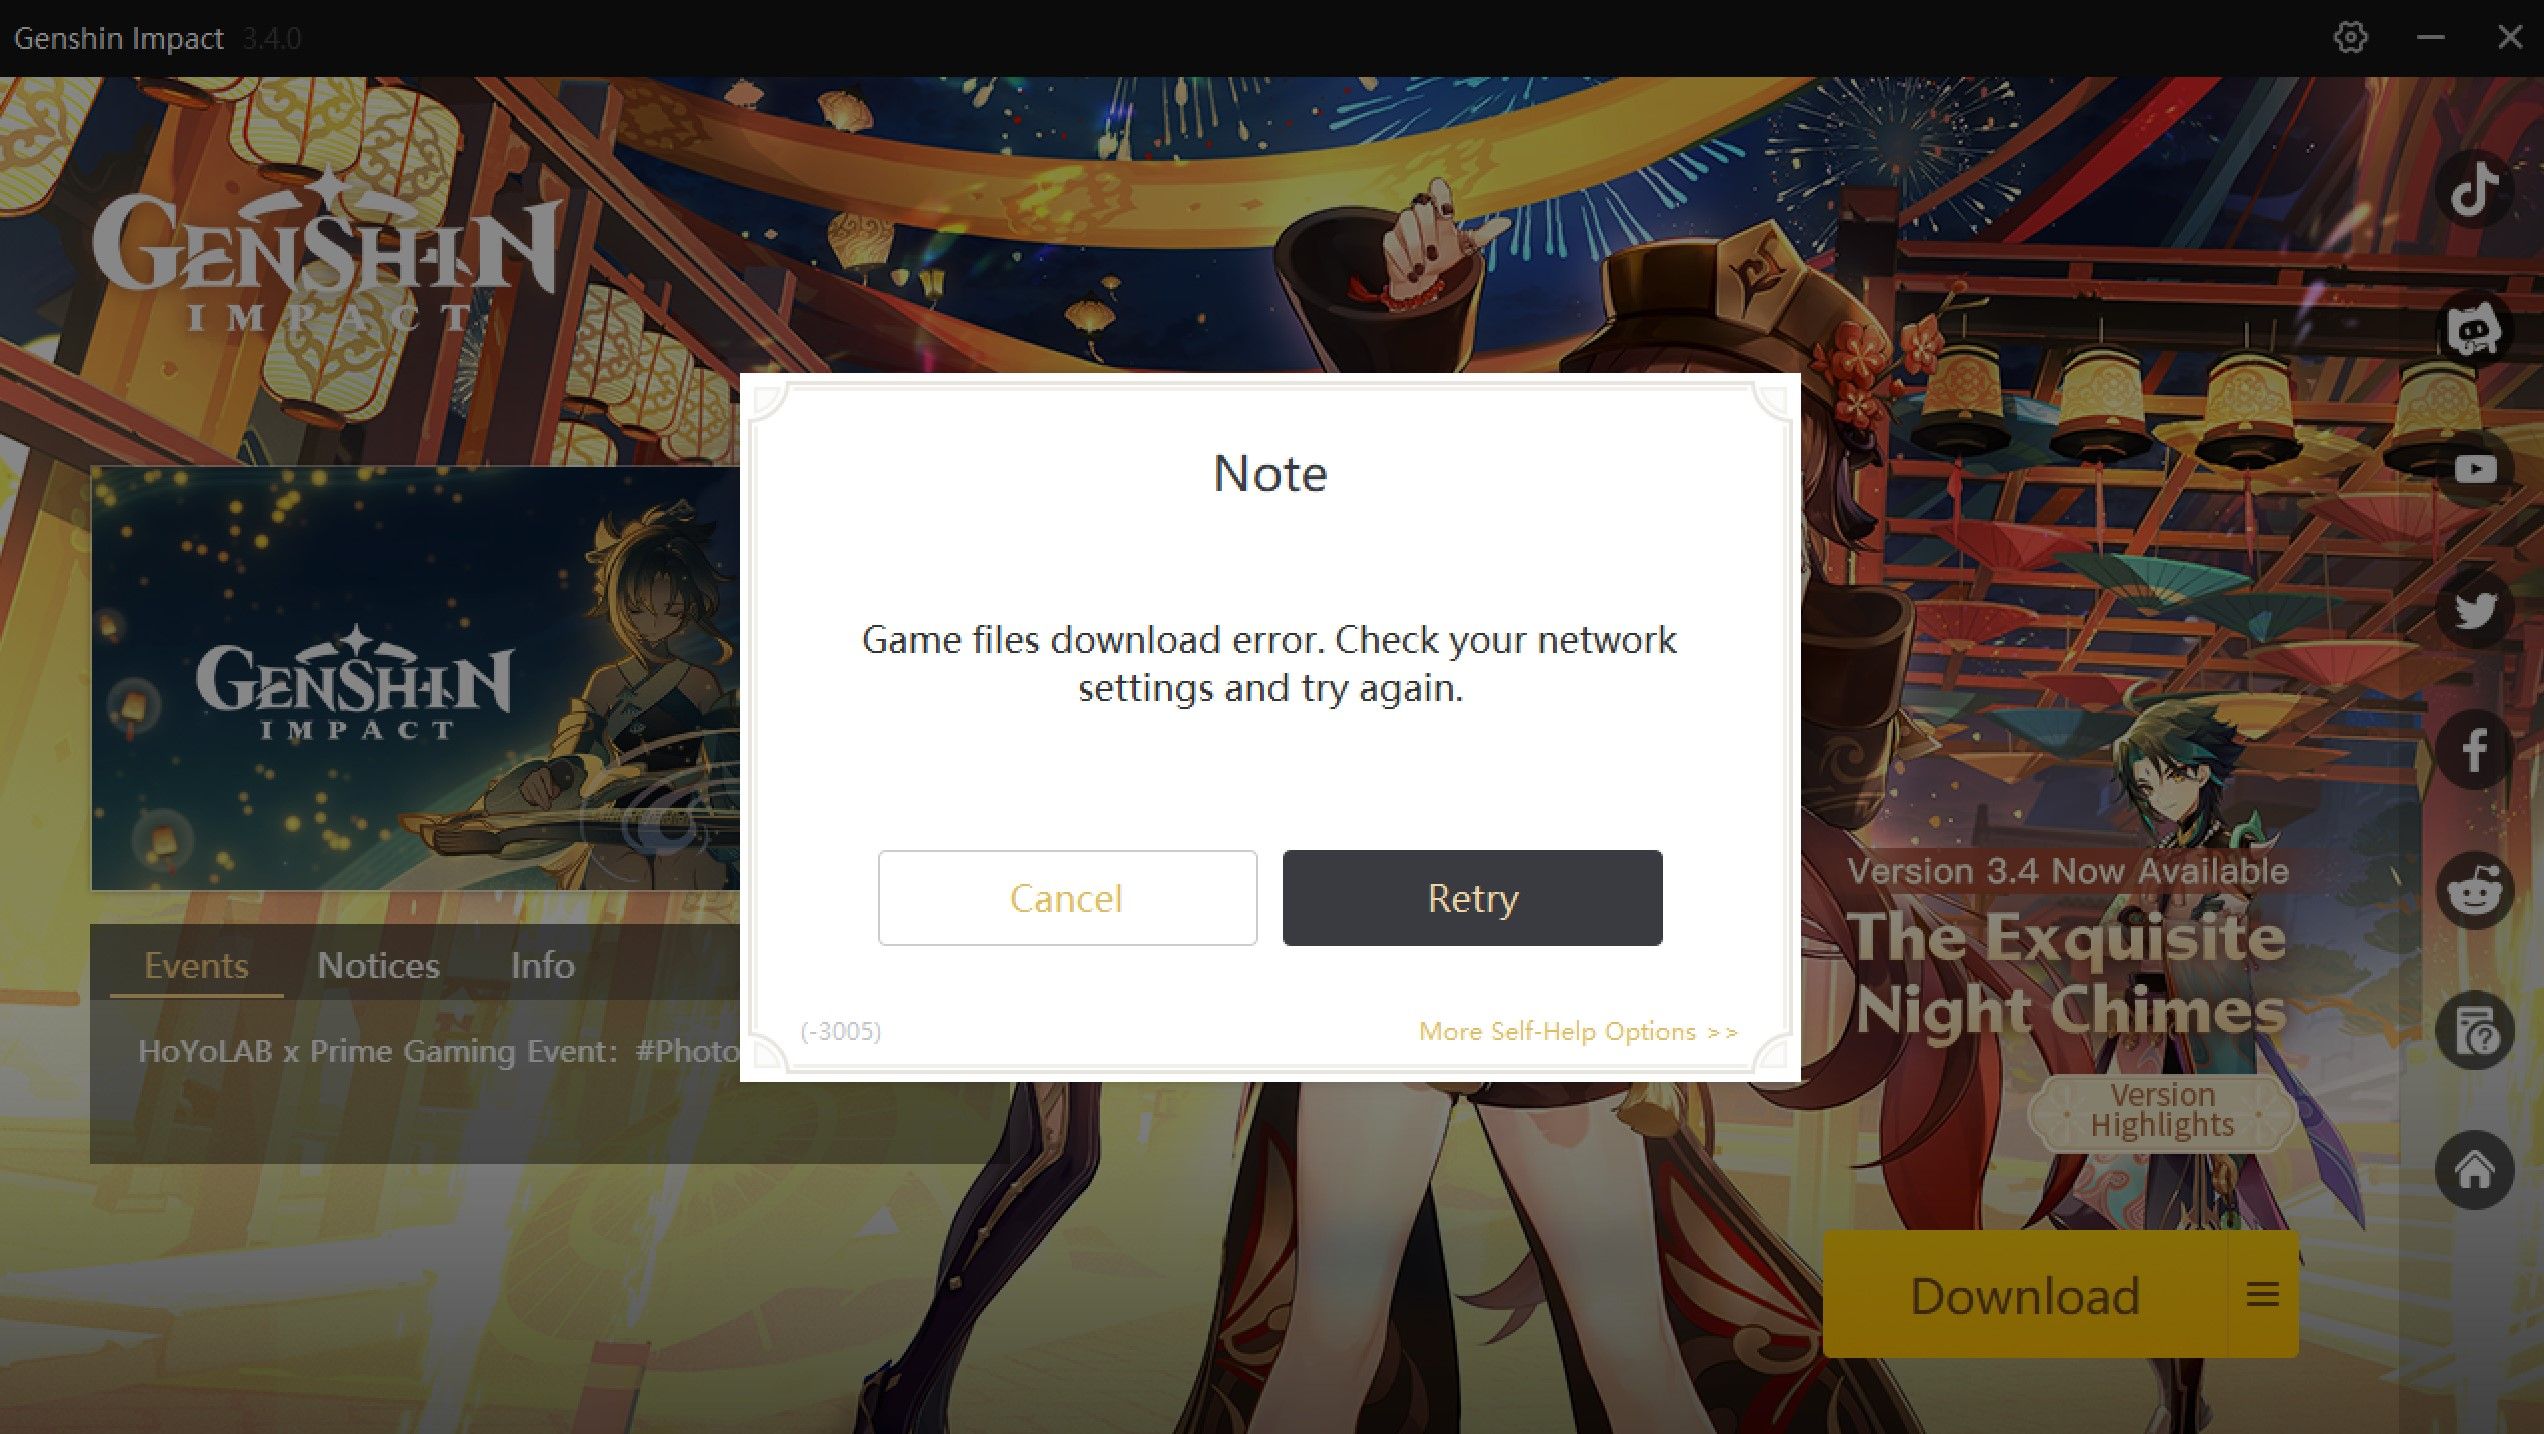 Genshin Impact 3.4.0
GENSHIN
IMPACT
GENSHIN
IMPACT
Note
Game files download error. Check your network
settings and try again.
Cancel
Retry
(-3005)
More Self-Help Options >>
Events
Notices
Info
HoYoLAB x Prime Gaming Event: #Photo
Version 3.4 Now Available
The Exquisite
Night Chimes
Version
Highlights
Download